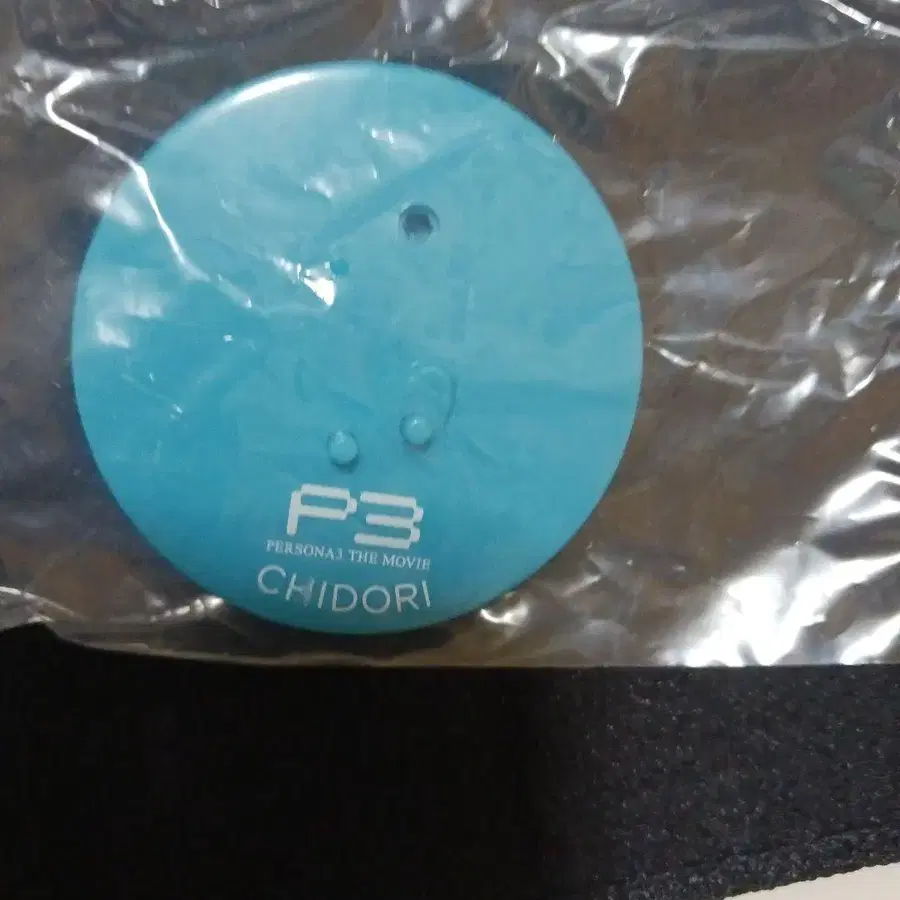 P3
PERSONA3 THE MOVIE
CHIDORI